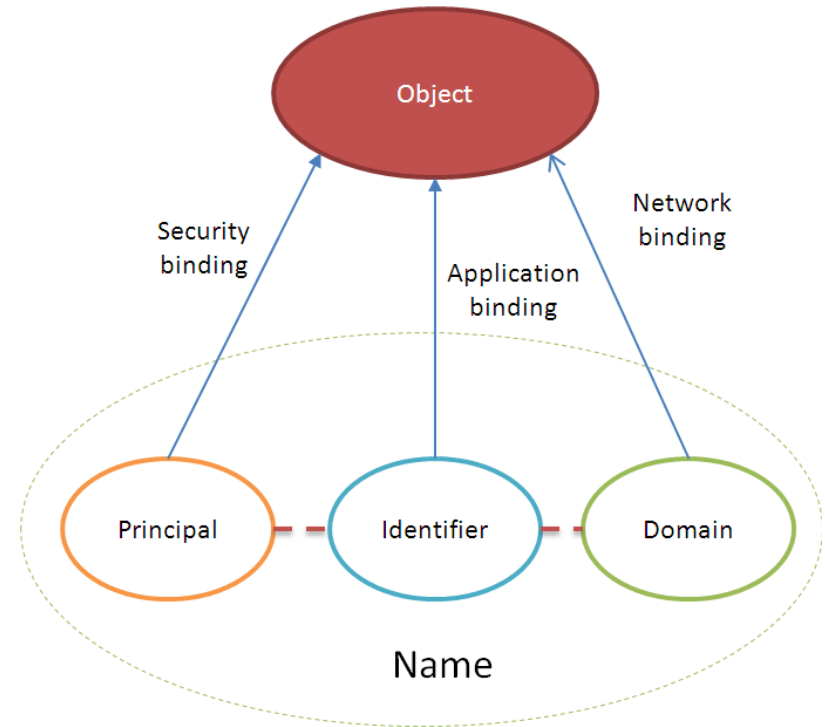 Object
Security
binding
Application
binding
Network
binding
Principal
Identifier
Domain
Name